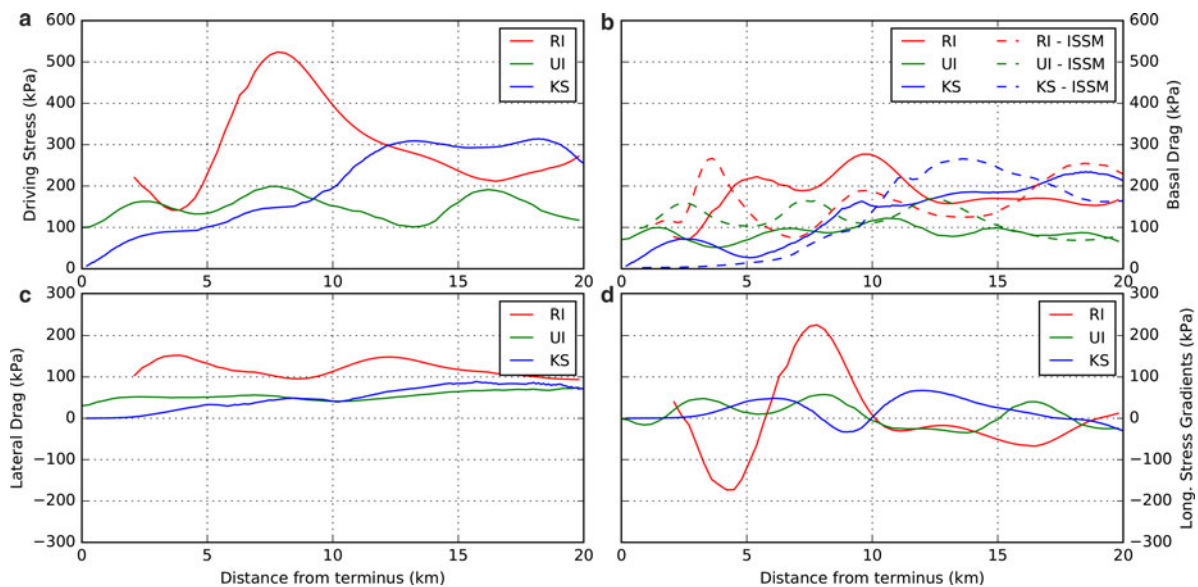 a
600
500
400
300
200
100
0
Driving Stress (kPa)
RI
UI
KS
0 5 10 15 20
b
RI RI - ISSM
UI UI - ISSM
KS KS - ISSM
600
500
400
300
200
100
0
Basal Drag (kPa)
0 5 10 15 20
c
300
200
100
0
−100
−200
−300
Lateral Drag (kPa)
RI
UI
KS
0 5 10 15 20
Distance from terminus (km)
d
RI
UI
KS
300
200
100
0
−100
−200
−300
Long. Stress Gradients (kPa)
0 5 10 15 20
Distance from terminus (km)